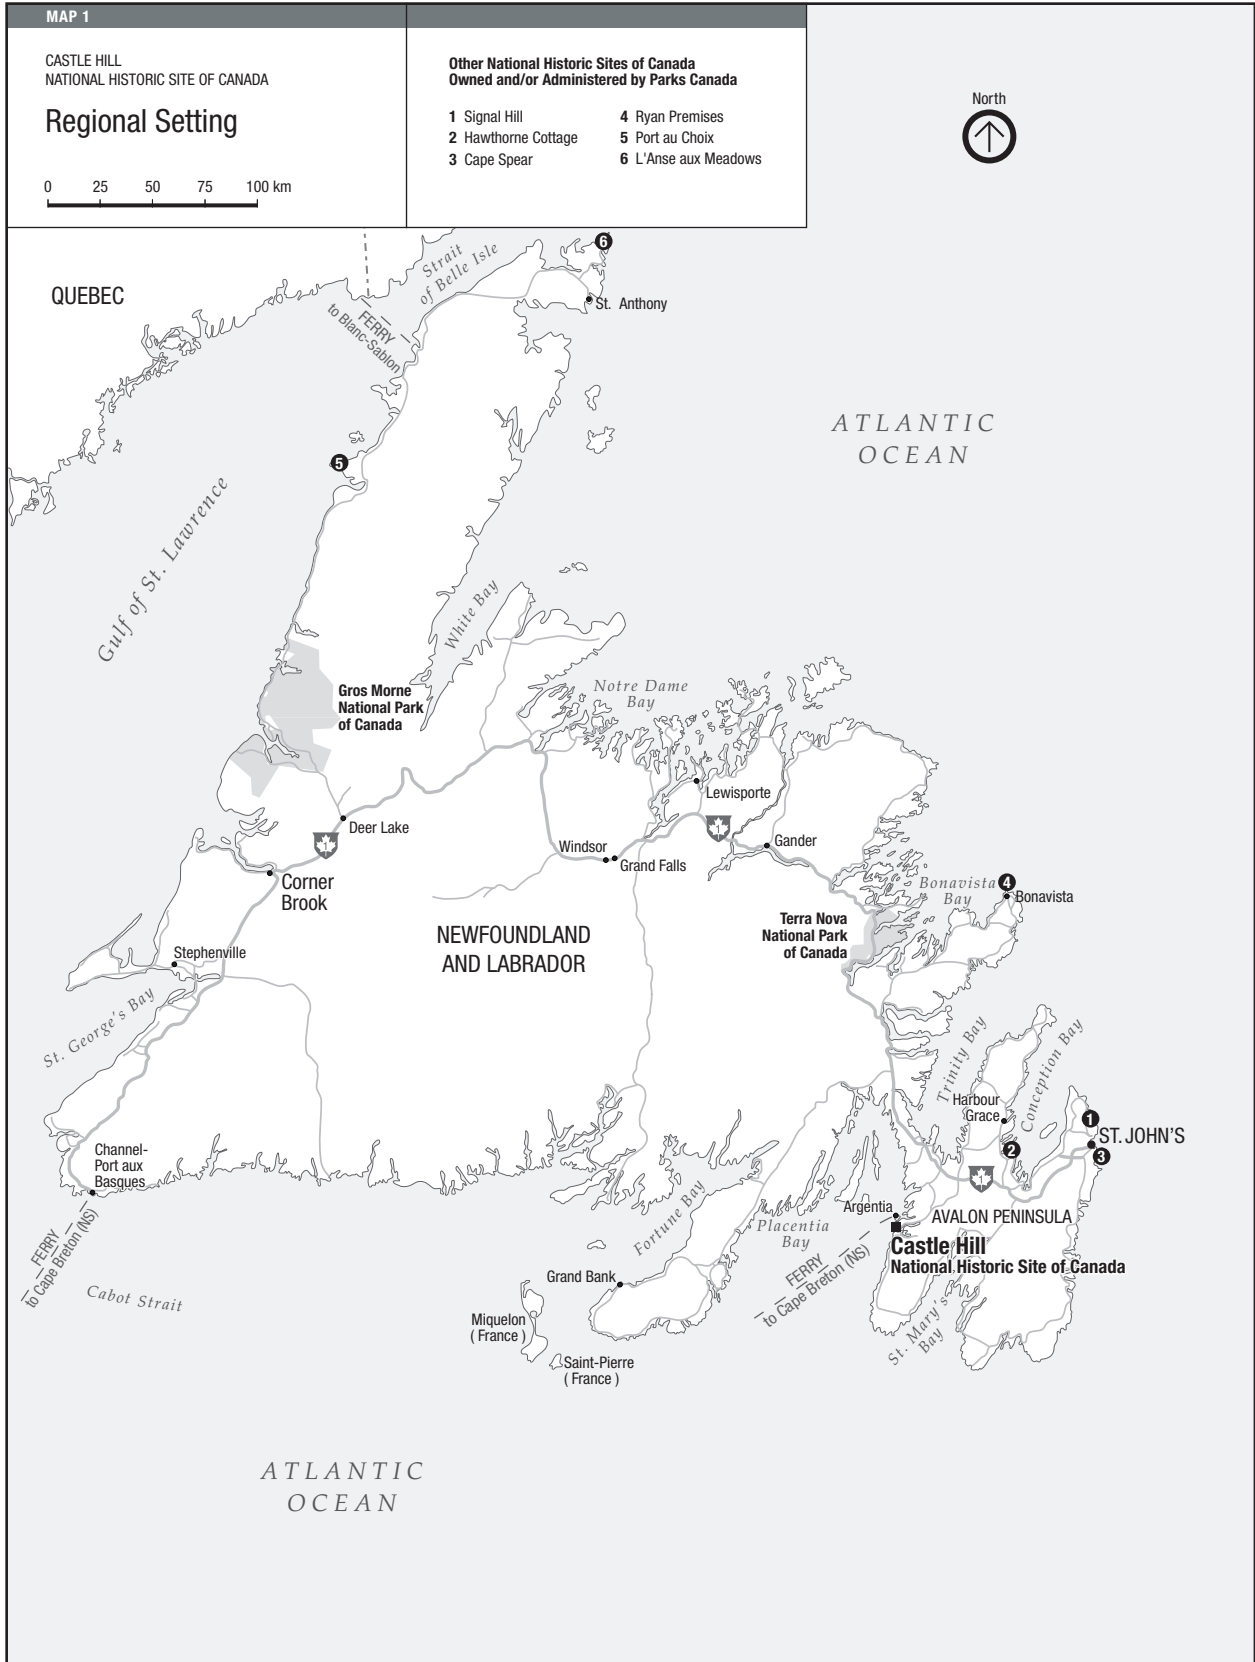 MAP 1
CASTLE HILL
NATIONAL HISTORIC SITE OF CANADA
Regional Setting
0 25 50 75 100 km
Other National Historic Sites of Canada
Owned and/or Administered by Parks Canada
1 Signal Hill
2 Hawthorne Cottage
3 Cape Spear
4 Ryan Premises
5 Port au Choix
6 L'Anse aux Meadows
North
QUEBEC
Strait
of Belle Isle
6
St. Anthony
FERRY
to Blanc-Sablon
ATLANTIC
OCEAN
5
Gulf of St. Lawrence
White Bay
Gros Morne
National Park
of Canada
Notre Dame
Bay
Lewisporte
Deer Lake
1
1
Gander
Windsor
Grand Falls
Corner
Brook
Bonavista
Bay
4
Bonavista
Terra Nova
National Park
of Canada
NEWFOUNDLAND
AND LABRADOR
Stephenville
St. George's Bay
Trinity Bay
Conception Bay
Harbour
Grace
1
ST. JOHN'S
2
3
1
Channel-
Port aux
Basques
FERRY
to Cape Breton (NS)
Cabot Strait
Fortune Bay
Placentia
Bay
Argentia
AVALON PENINSULA
Castle Hill
National Historic Site of Canada
FERRY
to Cape Breton (NS)
St. Mary's
Bay
Grand Bank
Miquelon
( France )
Saint-Pierre
( France )
ATLANTIC
OCEAN